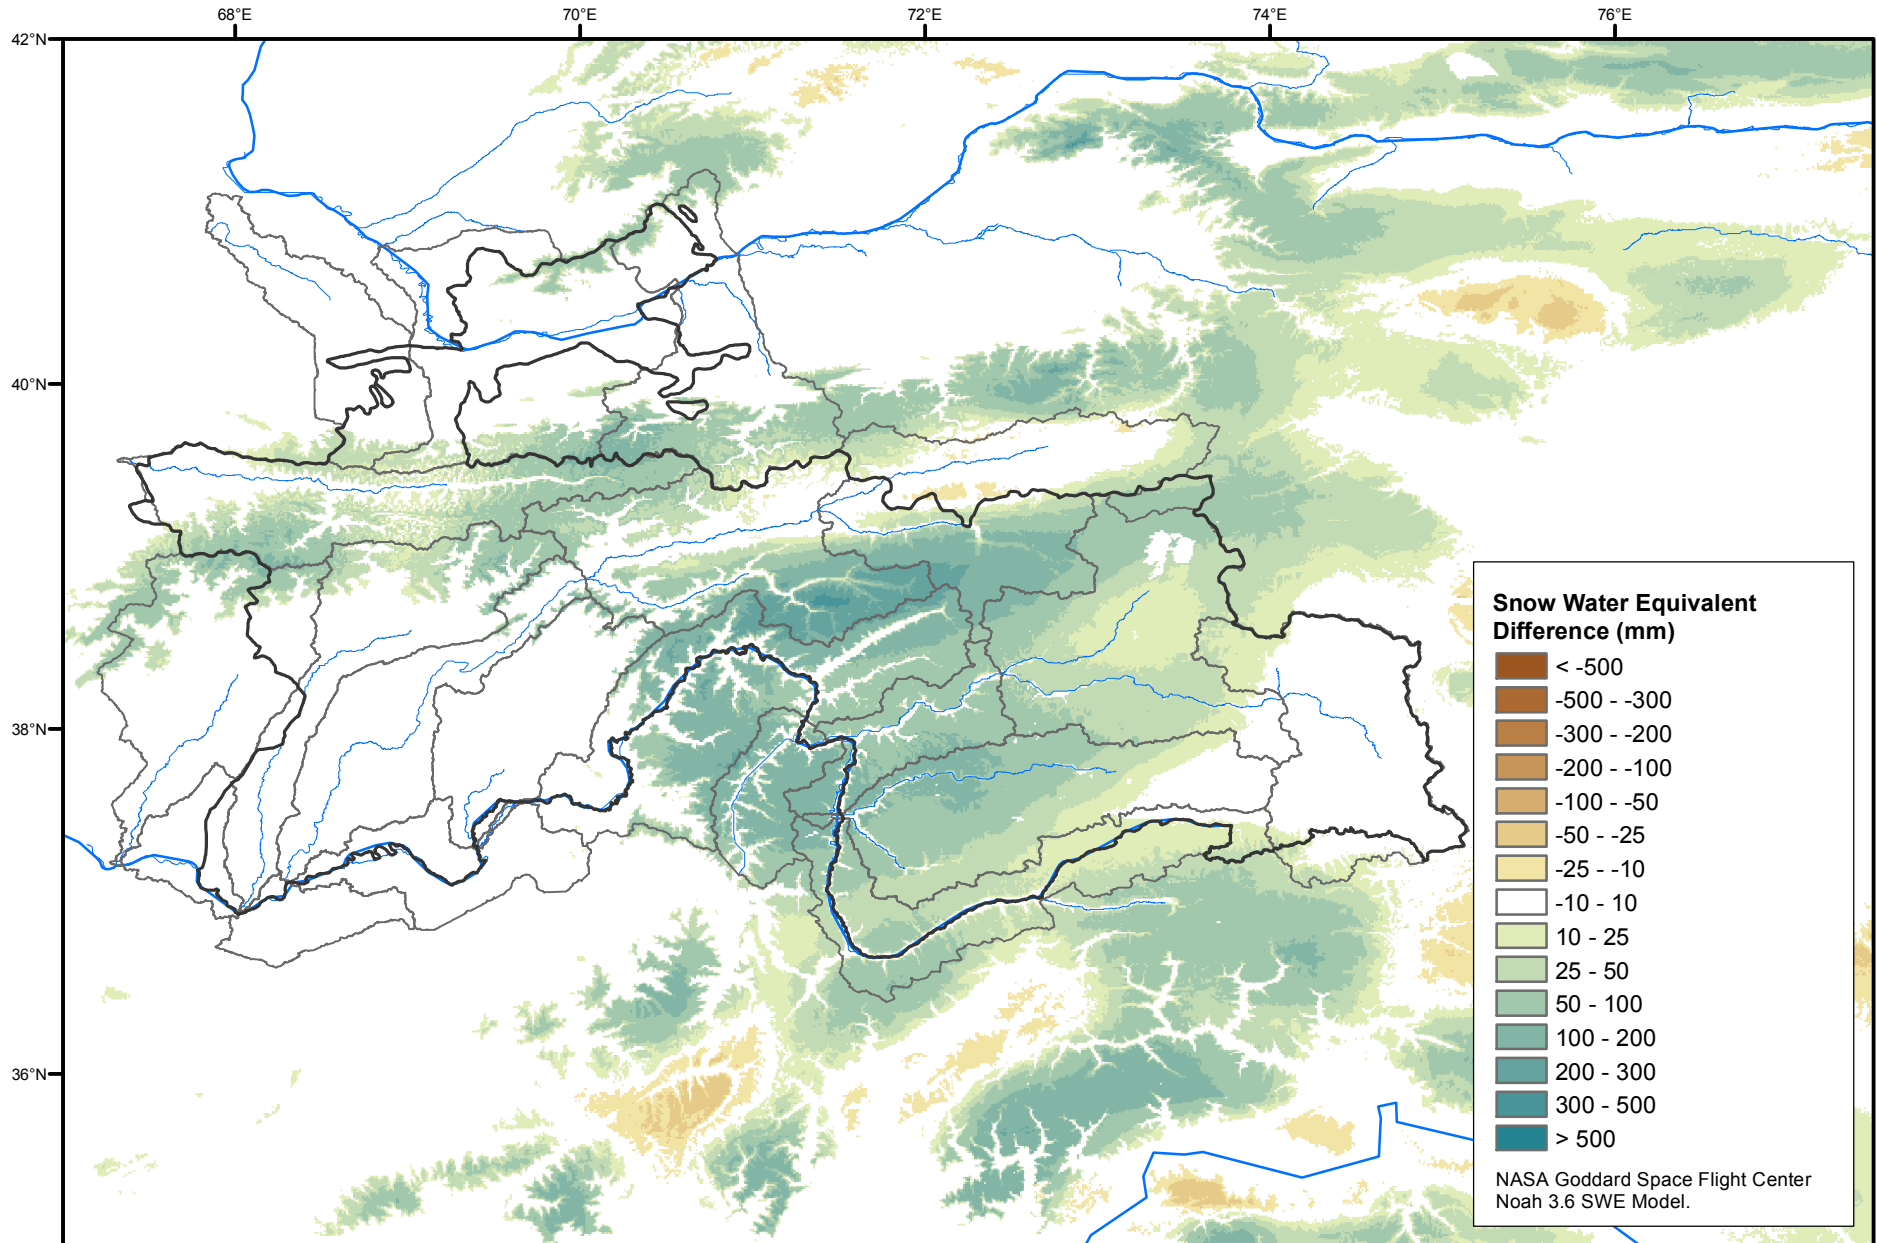 68°E
70°E
72°E
74°E
76°E
42°N
40°N
38°N
36°N
Snow Water Equivalent
Difference (mm)
< -500
-500 - -300
-300 - -200
-200 - -100
-100 - -50
-50 - -25
-25 - -10
-10 - 10
10 - 25
25 - 50
50 - 100
100 - 200
200 - 300
300 - 500
> 500
NASA Goddard Space Flight Center
Noah 3.6 SWE Model.